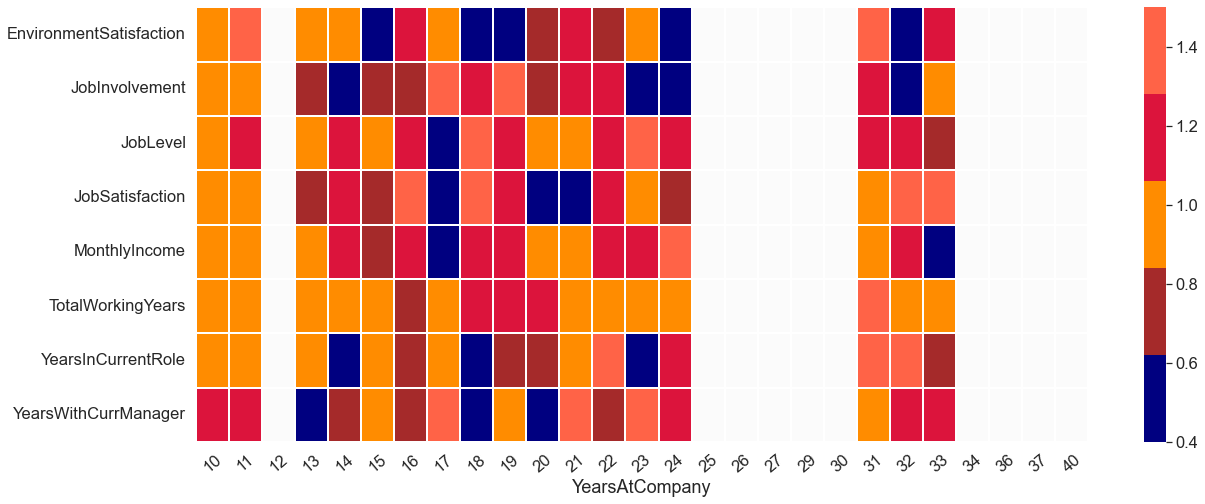 EnvironmentSatisfaction
JobInvolvement
JobLevel
JobSatisfaction
MonthlyIncome
TotalWorkingYears
YearsInCurrentRole
YearsWithCurrManager
10 11 12 13 14 15 16 17 18 19 20 21 22 23 24 25 26 27 29 30 31 32 33 34 36 37 40
YearsAtCompany
1.4
1.2
1.0
0.8
0.6
0.4